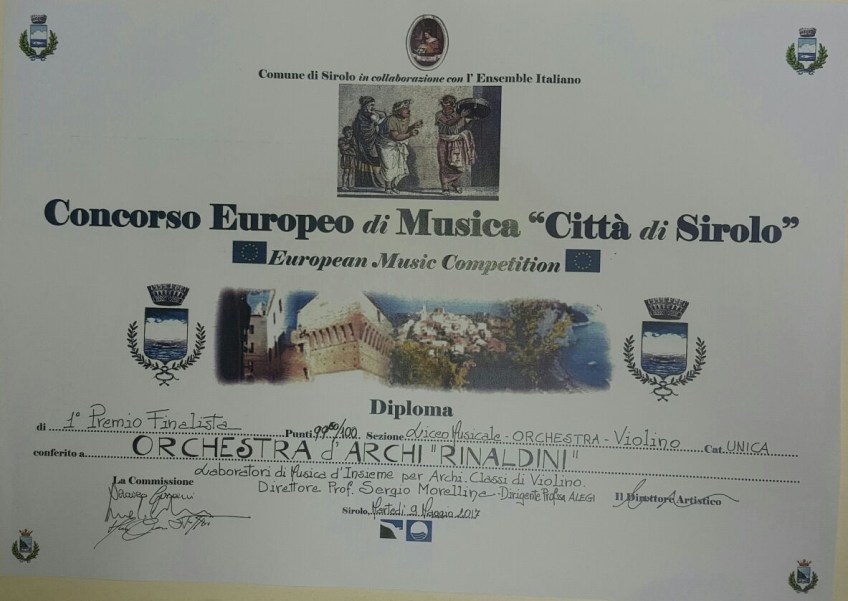 Comune di Sirolo in collaborazione con l' Ensemble Italiano
Concorso Europeo di Musica “Città di Sirolo”
European Music Competition
Diploma
di 1° Premio Finalista Punti 99,50/100. Sezione Liceo Musicale - ORCHESTRA - Violino Cat. UNICA
conferito a ORCHESTRA d'ARCHI "RINALDINI"
Laboratori di Musica d'Insieme per Archi. Classi di Violino.
Direttore Prof. Sergio Morellina - Dirigente Prof.ssa ALEGI
La Commissione
Il Direttore Artistico
Sirolo, Martedì 9 Maggio 2017